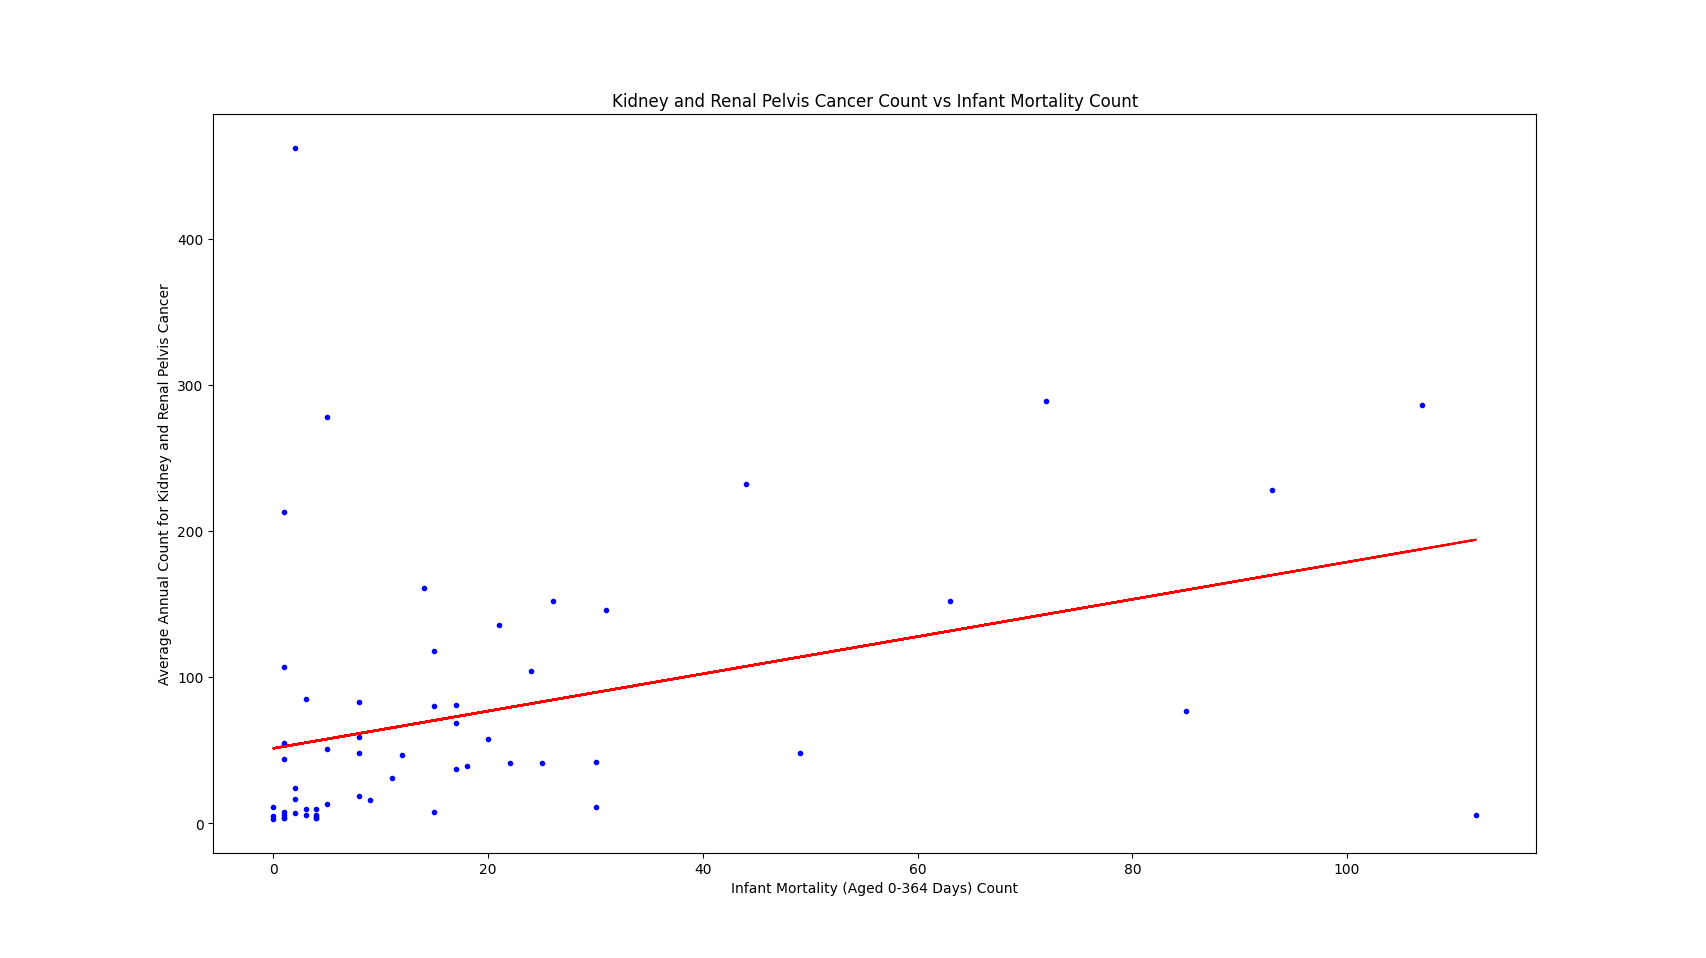 Kidney and Renal Pelvis Cancer Count vs Infant Mortality Count
Average Annual Count for Kidney and Renal Pelvis Cancer
400
300
200
100
0
0 20 40 60 80 100
Infant Mortality (Aged 0-364 Days) Count